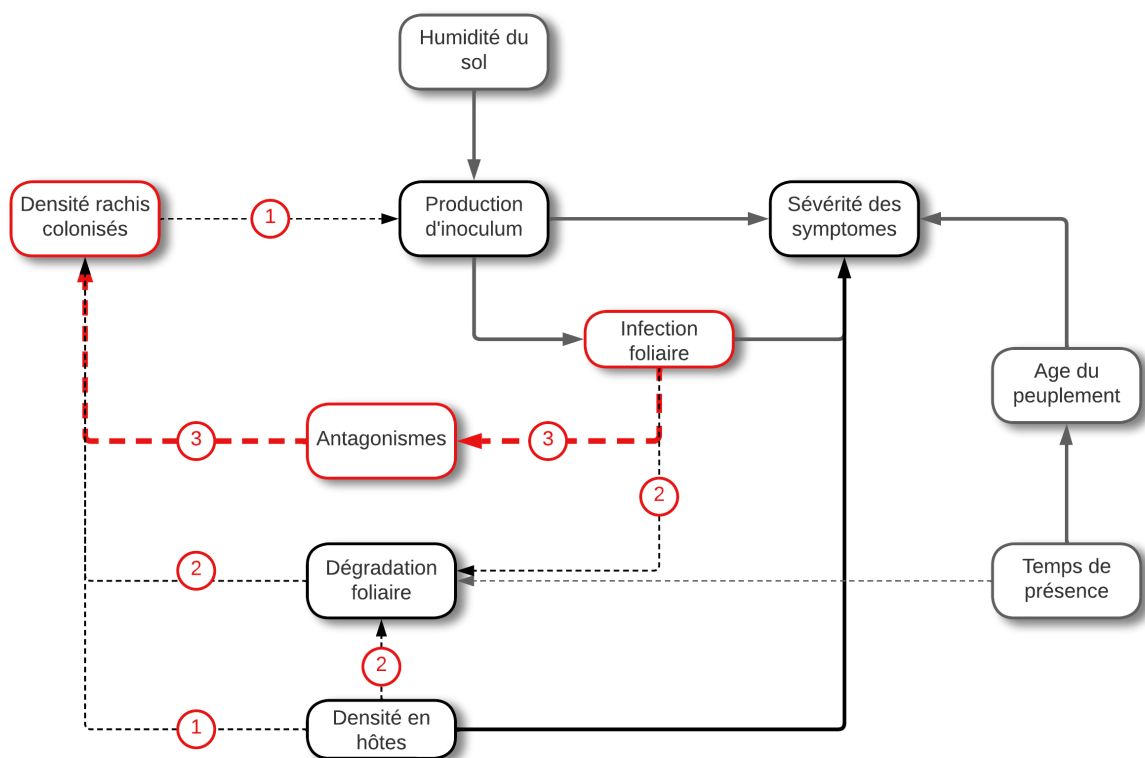 Humidité du
sol
Densité rachis
colonisés
1
Production
d'inoculum
Sévérité des
symptomes
Infection
foliaire
Age du
peuplement
3
Antagonismes
3
2
2
Dégradation
foliaire
Temps de
présence
2
1
Densité en
hôtes